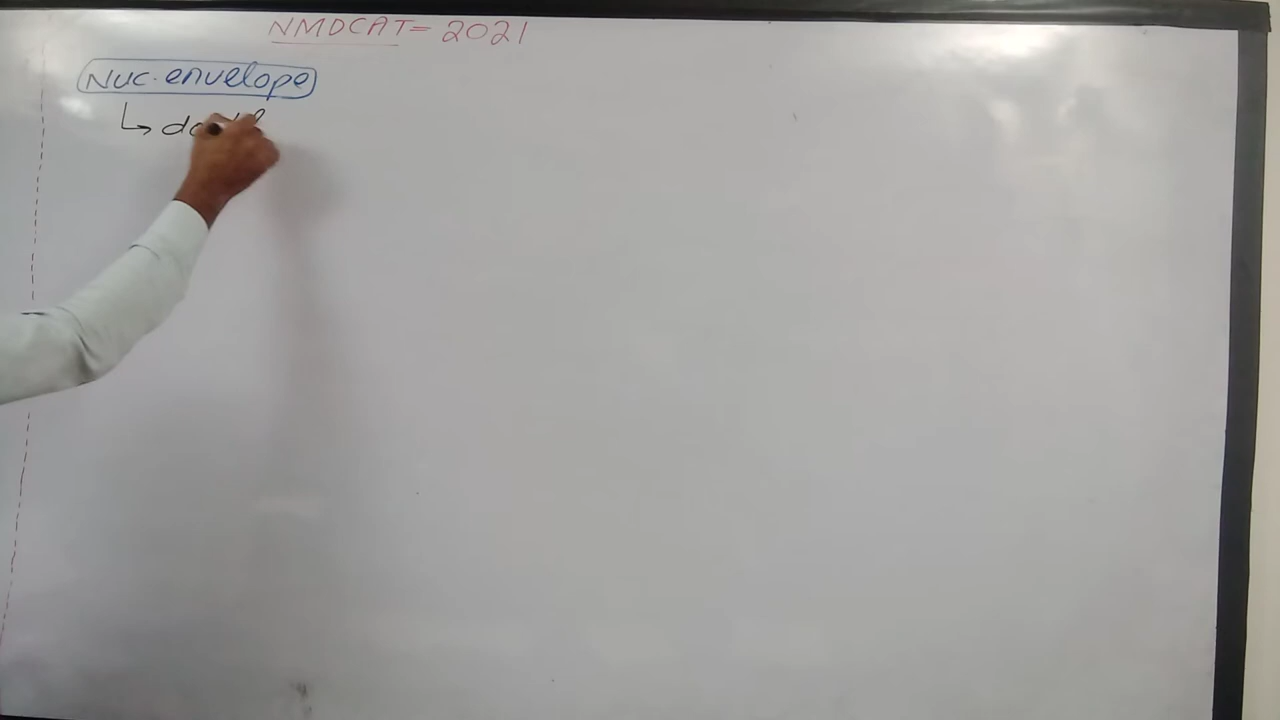 NMDCAT = 2021
Nuc. envelope
↳